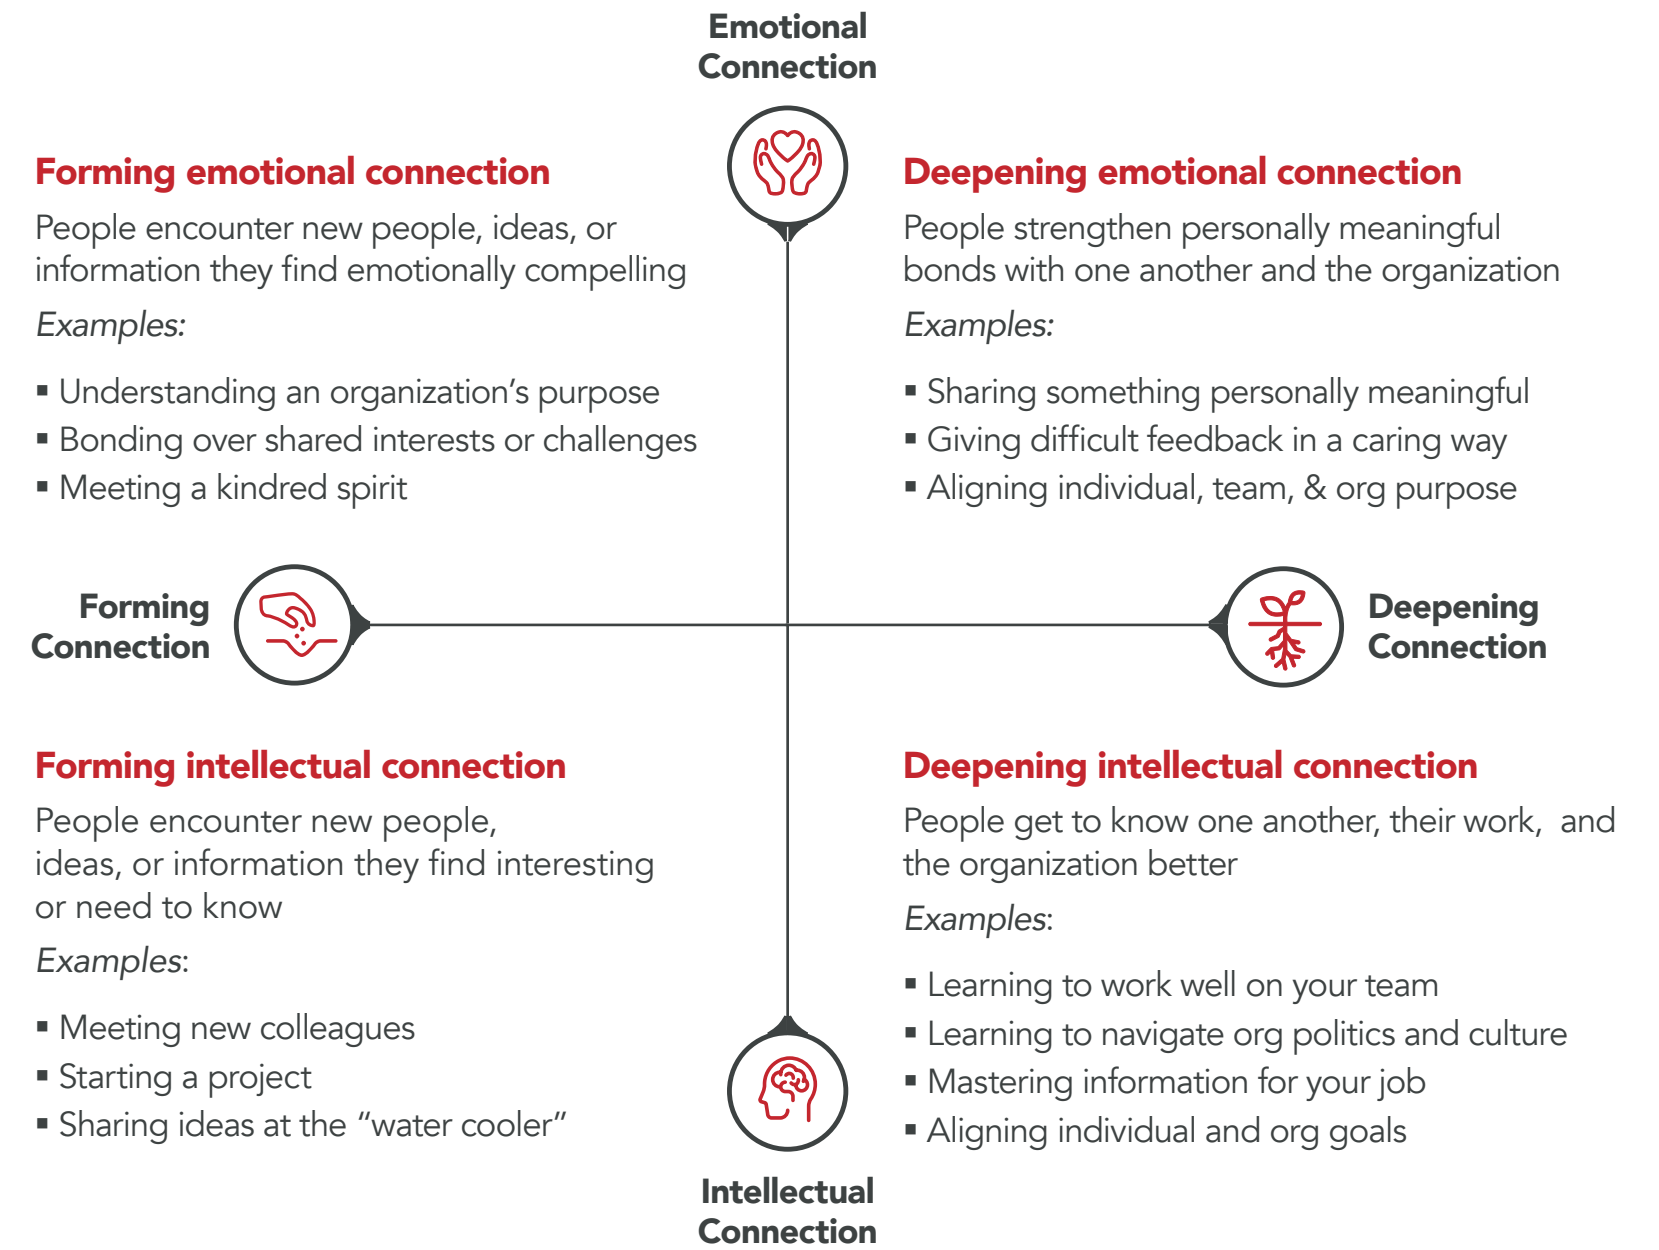 Emotional
Connection
Forming emotional connection
People encounter new people, ideas, or
information they find emotionally compelling
Examples:
▪ Understanding an organization’s purpose
▪ Bonding over shared interests or challenges
▪ Meeting a kindred spirit
Deepening emotional connection
People strengthen personally meaningful
bonds with one another and the organization
Examples:
▪ Sharing something personally meaningful
▪ Giving difficult feedback in a caring way
▪ Aligning individual, team, & org purpose
Forming
Connection
Deepening
Connection
Forming intellectual connection
People encounter new people,
ideas, or information they find interesting
or need to know
Examples:
▪ Meeting new colleagues
▪ Starting a project
▪ Sharing ideas at the “water cooler”
Deepening intellectual connection
People get to know one another, their work, and
the organization better
Examples:
▪ Learning to work well on your team
▪ Learning to navigate org politics and culture
▪ Mastering information for your job
▪ Aligning individual and org goals
Intellectual
Connection